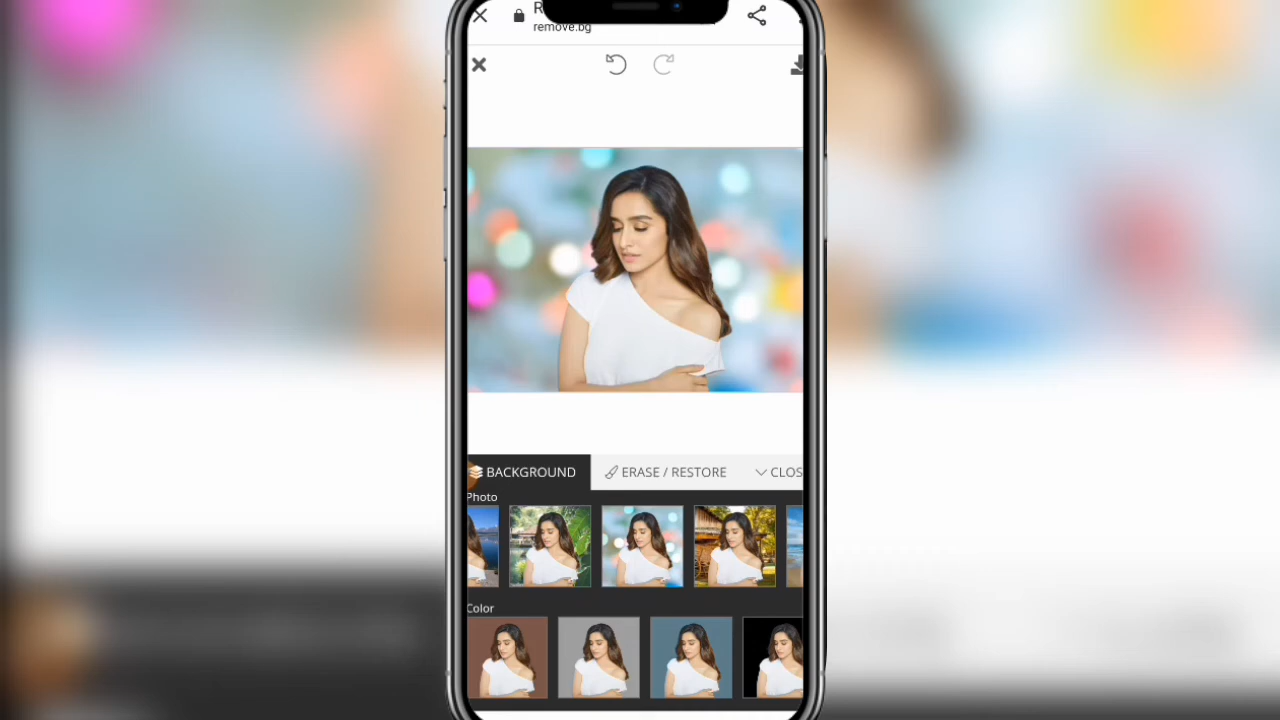 R
remove.bg
BACKGROUND
ERASE / RESTORE
CLOS
Photo
Color